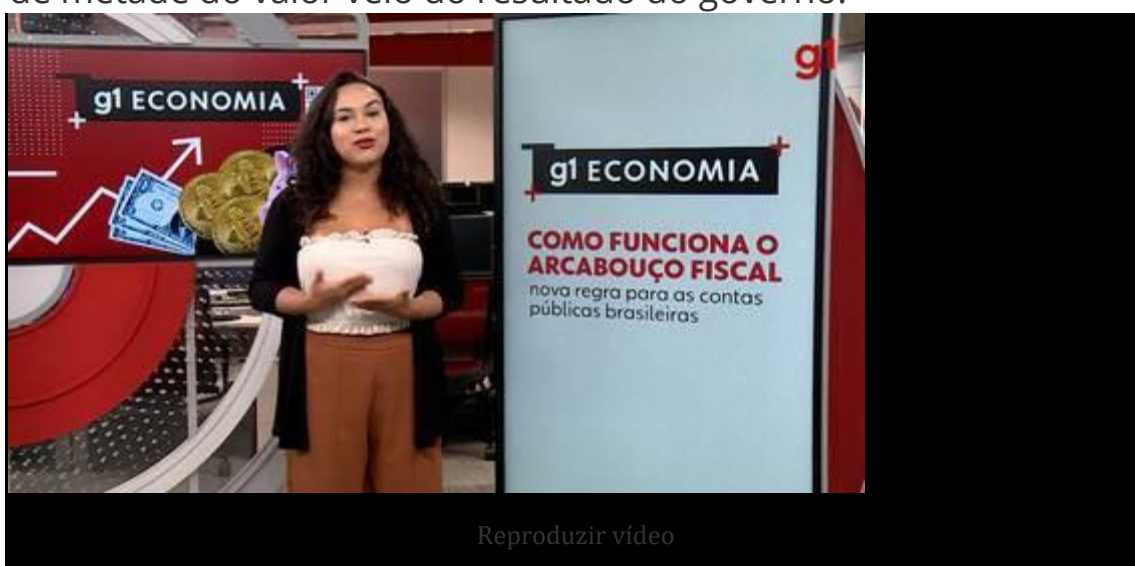 de metade do valor veio do resultado do governo.
g1
g1 ECONOMIA
g1 ECONOMIA
COMO FUNCIONA O
ARCABOUÇO FISCAL
nova regra para as contas
públicas brasileiras
Reproduzir vídeo